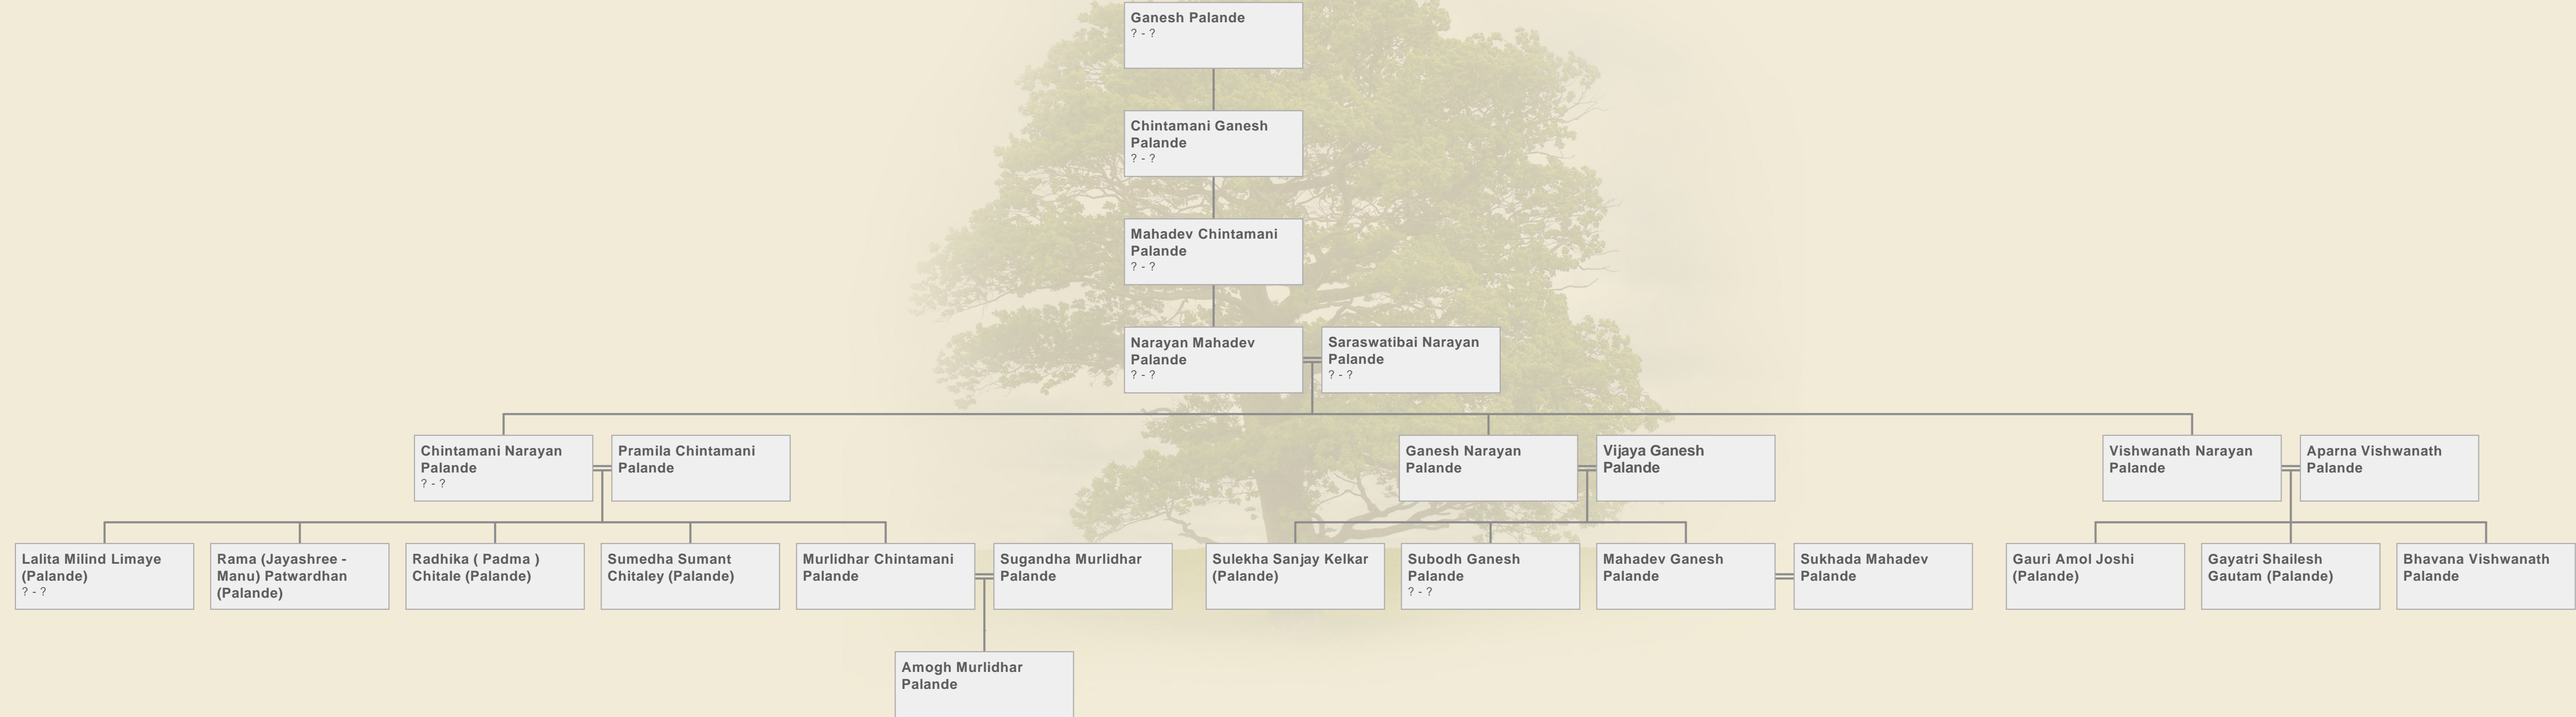 Ganesh Palande
? - ?
Chintamani Ganesh
Palande
? - ?
Mahadev Chintamani
Palande
? - ?
Narayan Mahadev
Palande
? - ?
Saraswatibai Narayan
Palande
? - ?
Chintamani Narayan
Palande
? - ?
Pramila Chintamani
Palande
Ganesh Narayan
Palande
Vijaya Ganesh
Palande
Vishwanath Narayan
Palande
Aparna Vishwanath
Palande
Lalita Milind Limaye
(Palande)
? - ?
Rama (Jayashree -
Manu) Patwardhan
(Palande)
Radhika ( Padma )
Chitale (Palande)
Sumedha Sumant
Chitaley (Palande)
Murlidhar Chintamani
Palande
Sugandha Murlidhar
Palande
Sulekha Sanjay Kelkar
(Palande)
Subodh Ganesh
Palande
? - ?
Mahadev Ganesh
Palande
Sukhada Mahadev
Palande
Gauri Amol Joshi
(Palande)
Gayatri Shailesh
Gautam (Palande)
Bhavana Vishwanath
Palande
Amogh Murlidhar
Palande